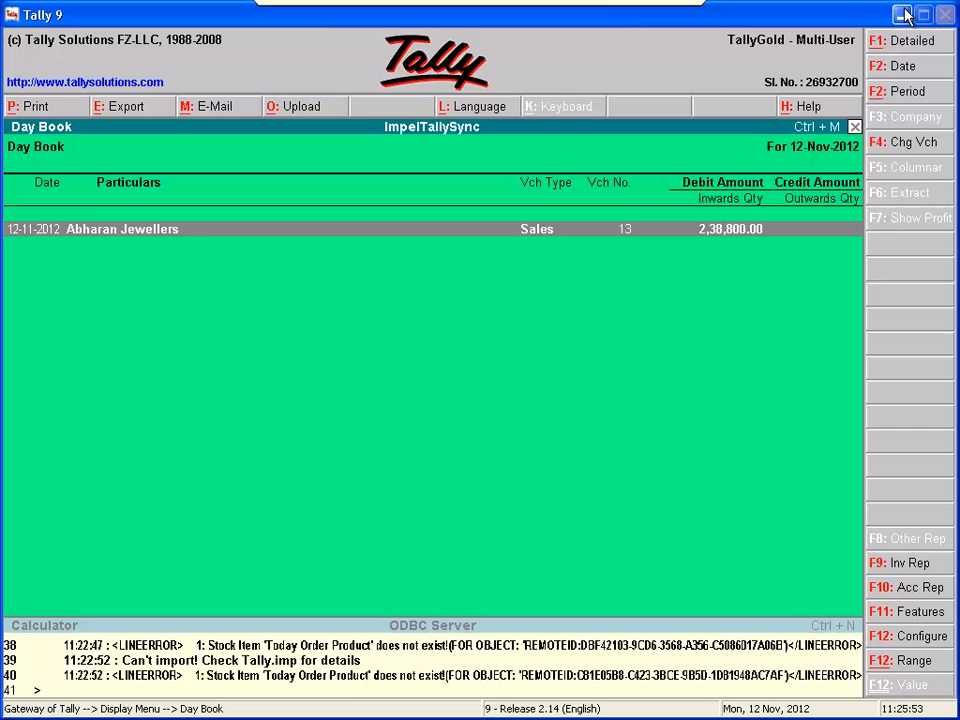 Tally 9
(c) Tally Solutions FZ-LLC, 1988-2008
Tally
TallyGold - Multi-User
http://www.tallysolutions.com
Sl. No. : 26932700
P: Print E: Export M: E-Mail O: Upload L: Language K: Keyboard H: Help
Day Book ImpelTallySync Ctrl + M
Day Book For 12-Nov-2012
Date Particulars Vch Type Vch No. Debit Amount Credit Amount
Inwards Qty Outwards Qty
12-11-2012 Abharan Jewellers Sales 13 2,38,800.00
F1: Detailed
F2: Date
F2: Period
F3: Company
F4: Chg Vch
F5: Columnar
F6: Extract
F7: Show Profit
F8: Other Rep
F9: Inv Rep
F10: Acc Rep
F11: Features
F12: Configure
F12: Range
F12: Value
Calculator ODBC Server Ctrl + N
38 11:22:47 : <LINEERROR> 1: Stock Item 'Today Order Product' does not exist!(FOR OBJECT: 'REMOTEID:DBF42103-9CD6-3568-A356-C5086D17A06B')</LINEERROR>
39 11:22:52 : Can't import! Check Tally.imp for details
40 11:22:52 : <LINEERROR> 1: Stock Item 'Today Order Product' does not exist!(FOR OBJECT: 'REMOTEID:C81E05B8-C423-3BCE-9B5D-1DB1948AC7AF')</LINEERROR>
41 >
Gateway of Tally --> Display Menu --> Day Book 9 - Release 2.14 (English) Mon, 12 Nov, 2012 11:25:53